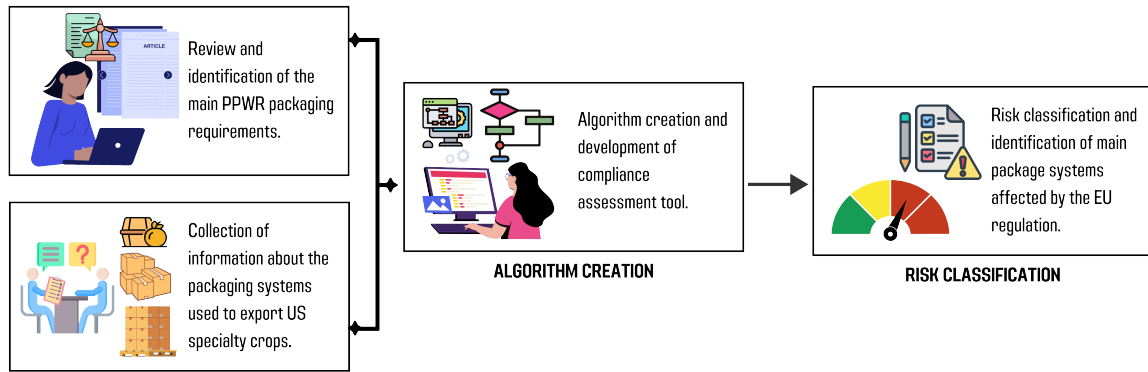 ARTICLE
Review and
identification of the
main PPWR packaging
requirements.
Collection of
information about the
packaging systems
used to export US
specialty crops.
Algorithm creation and
development of
compliance
assessment tool.
ALGORITHM CREATION
Risk classification and
identification of main
package systems
affected by the EU
regulation.
RISK CLASSIFICATION